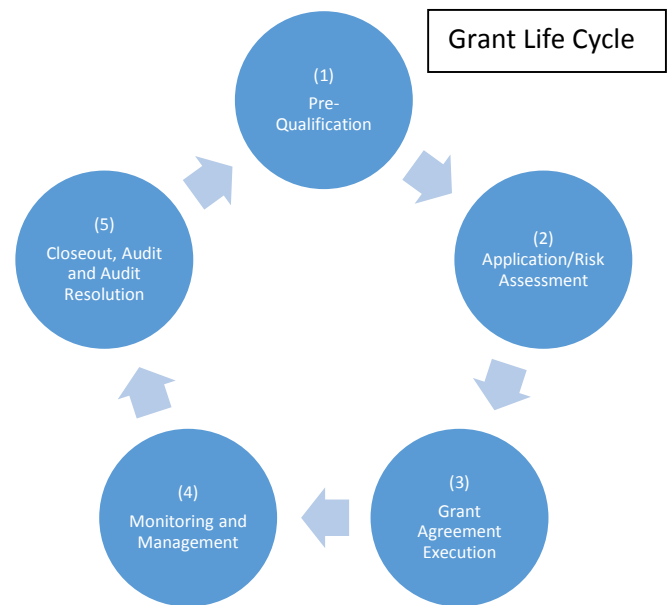 Grant Life Cycle
(1)
Pre-
Qualification
(2)
Application/Risk
Assessment
(3)
Grant
Agreement
Execution
(4)
Monitoring and
Management
(5)
Closeout, Audit
and Audit
Resolution